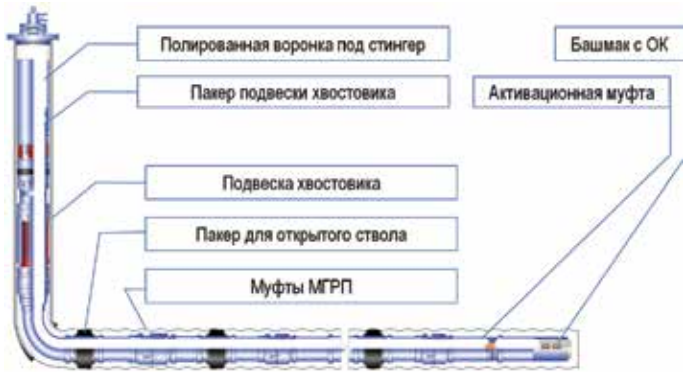 Полированная воронка под стингер
Башмак с ОК
Пакер подвески хвостовика
Активационная муфта
Подвеска хвостовика
Пакер для открытого ствола
Муфты МГРП